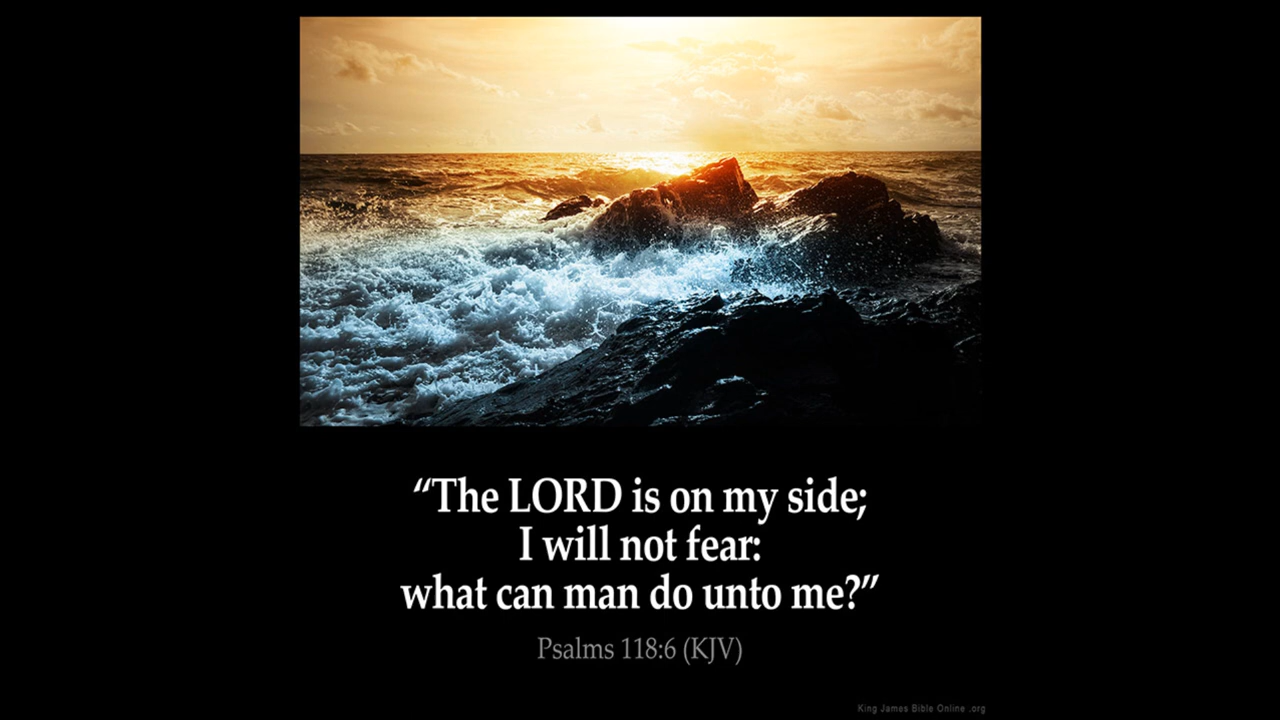 “The LORD is on my side;
I will not fear:
what can man do unto me?”
Psalms 118:6 (KJV)
King James Bible Online .org